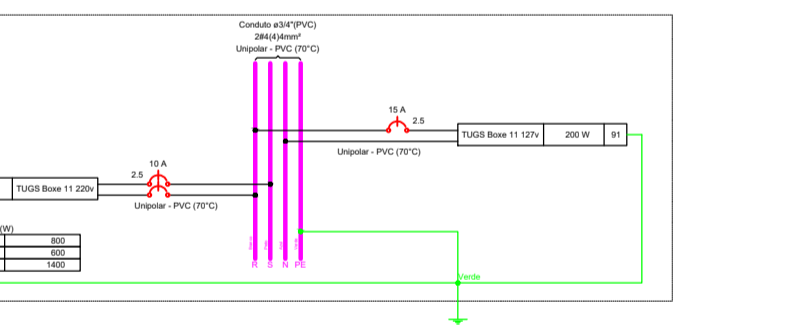 Conduto ø3/4"(PVC)
2#4(4)4mm²
Unipolar - PVC (70°C)
15 A
2.5
TUGS Boxe 11 127v
200 W
91
Unipolar - PVC (70°C)
10 A
2.5
TUGS Boxe 11 220v
Unipolar - PVC (70°C)
(W)
800
600
1400
R S N PE
Verde